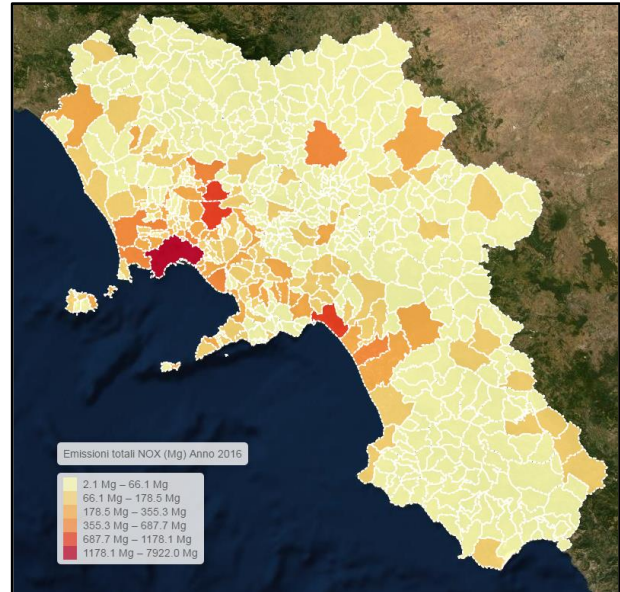 Emissioni totali NOX (Mg) Anno 2016
2.1 Mg – 66.1 Mg
66.1 Mg – 178.5 Mg
178.5 Mg – 355.3 Mg
355.3 Mg – 687.7 Mg
687.7 Mg – 1178.1 Mg
1178.1 Mg – 7922.0 Mg